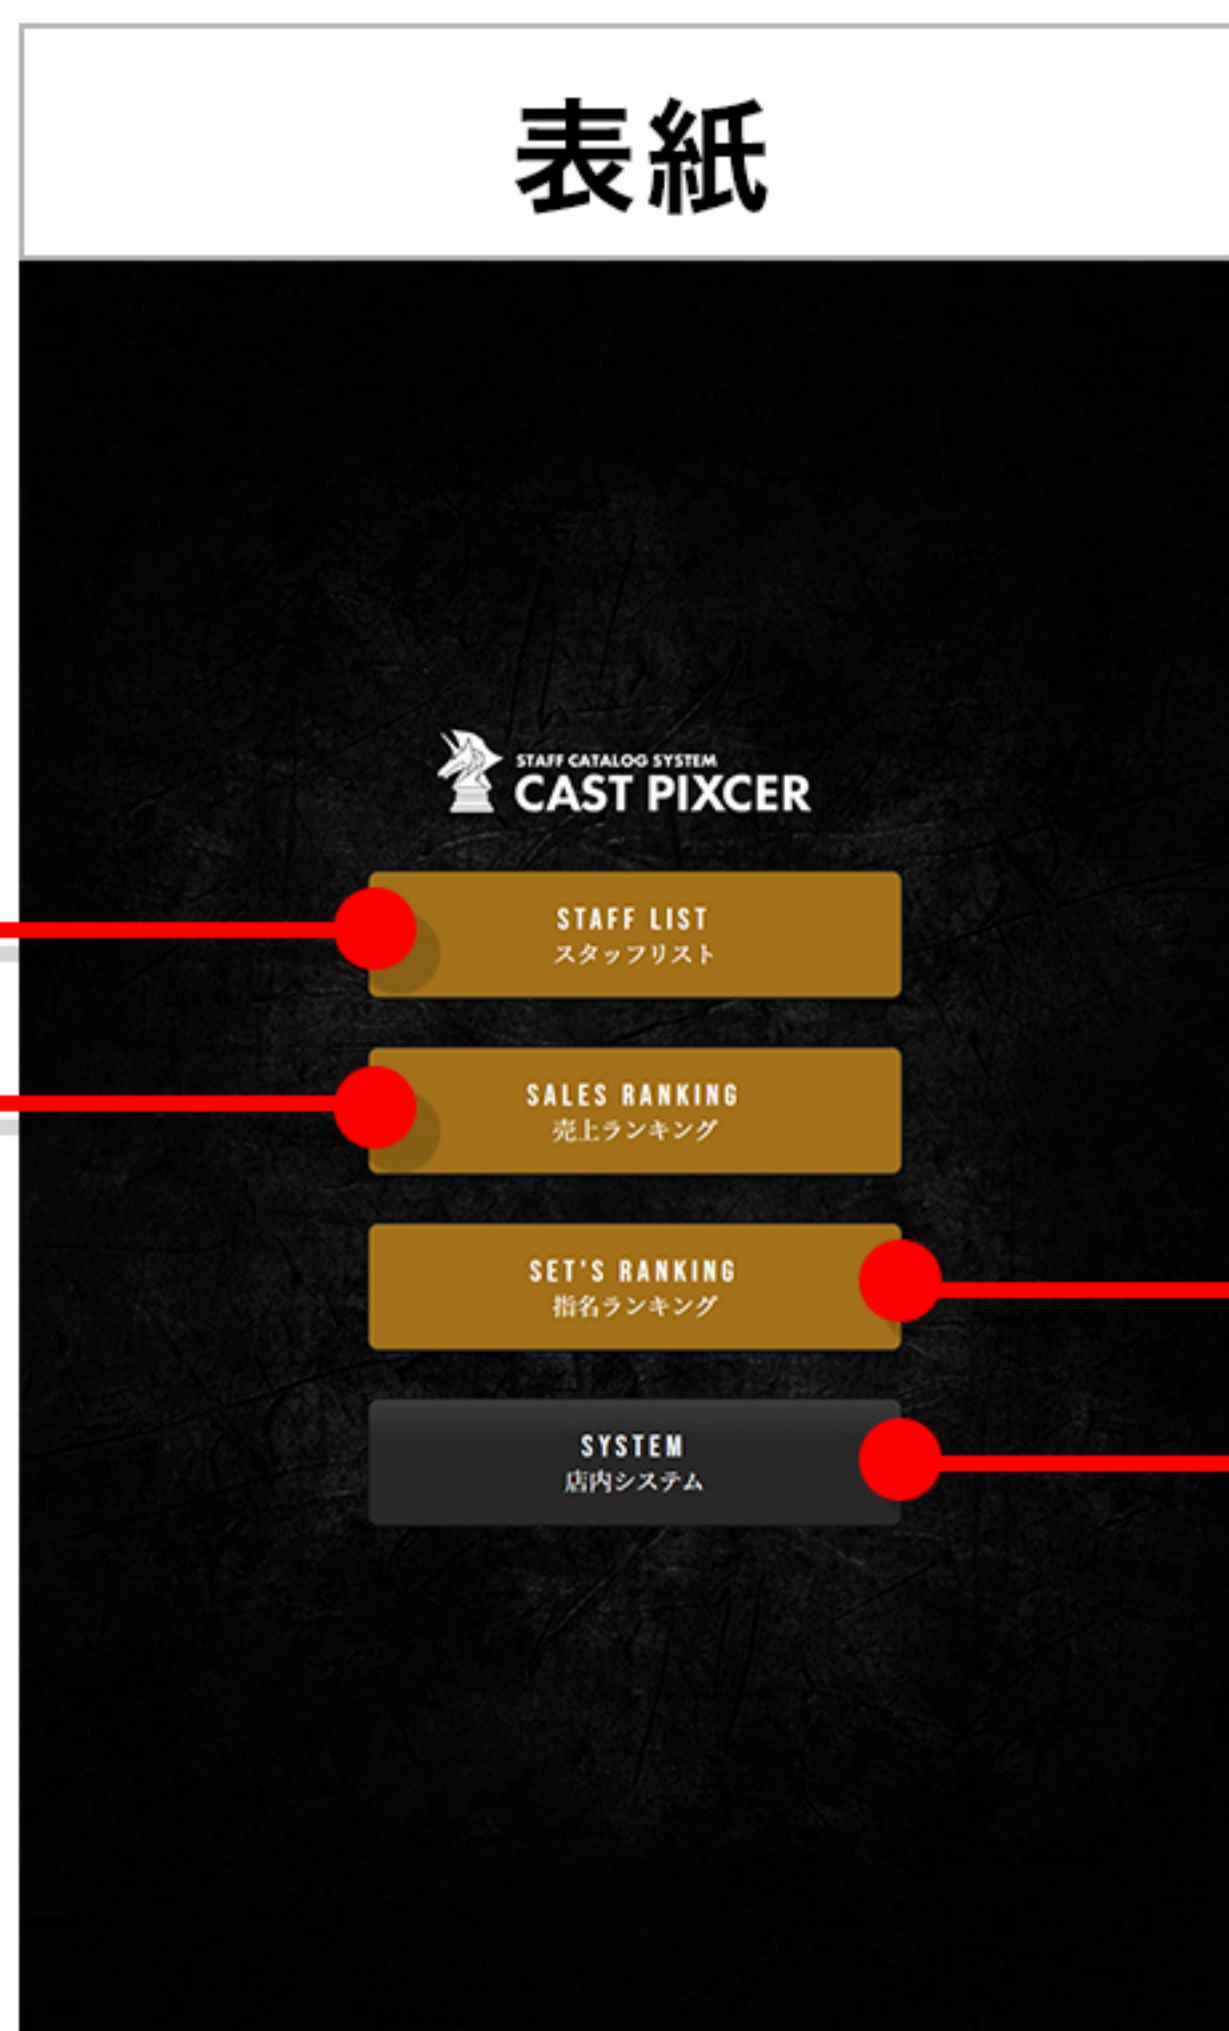 表紙
STAFF CATALOG SYSTEM
CAST PIXCER
STAFF LIST
スタッフリスト
SALES RANKING
売上ランキング
SET'S RANKING
指名ランキング
SYSTEM
店内システム